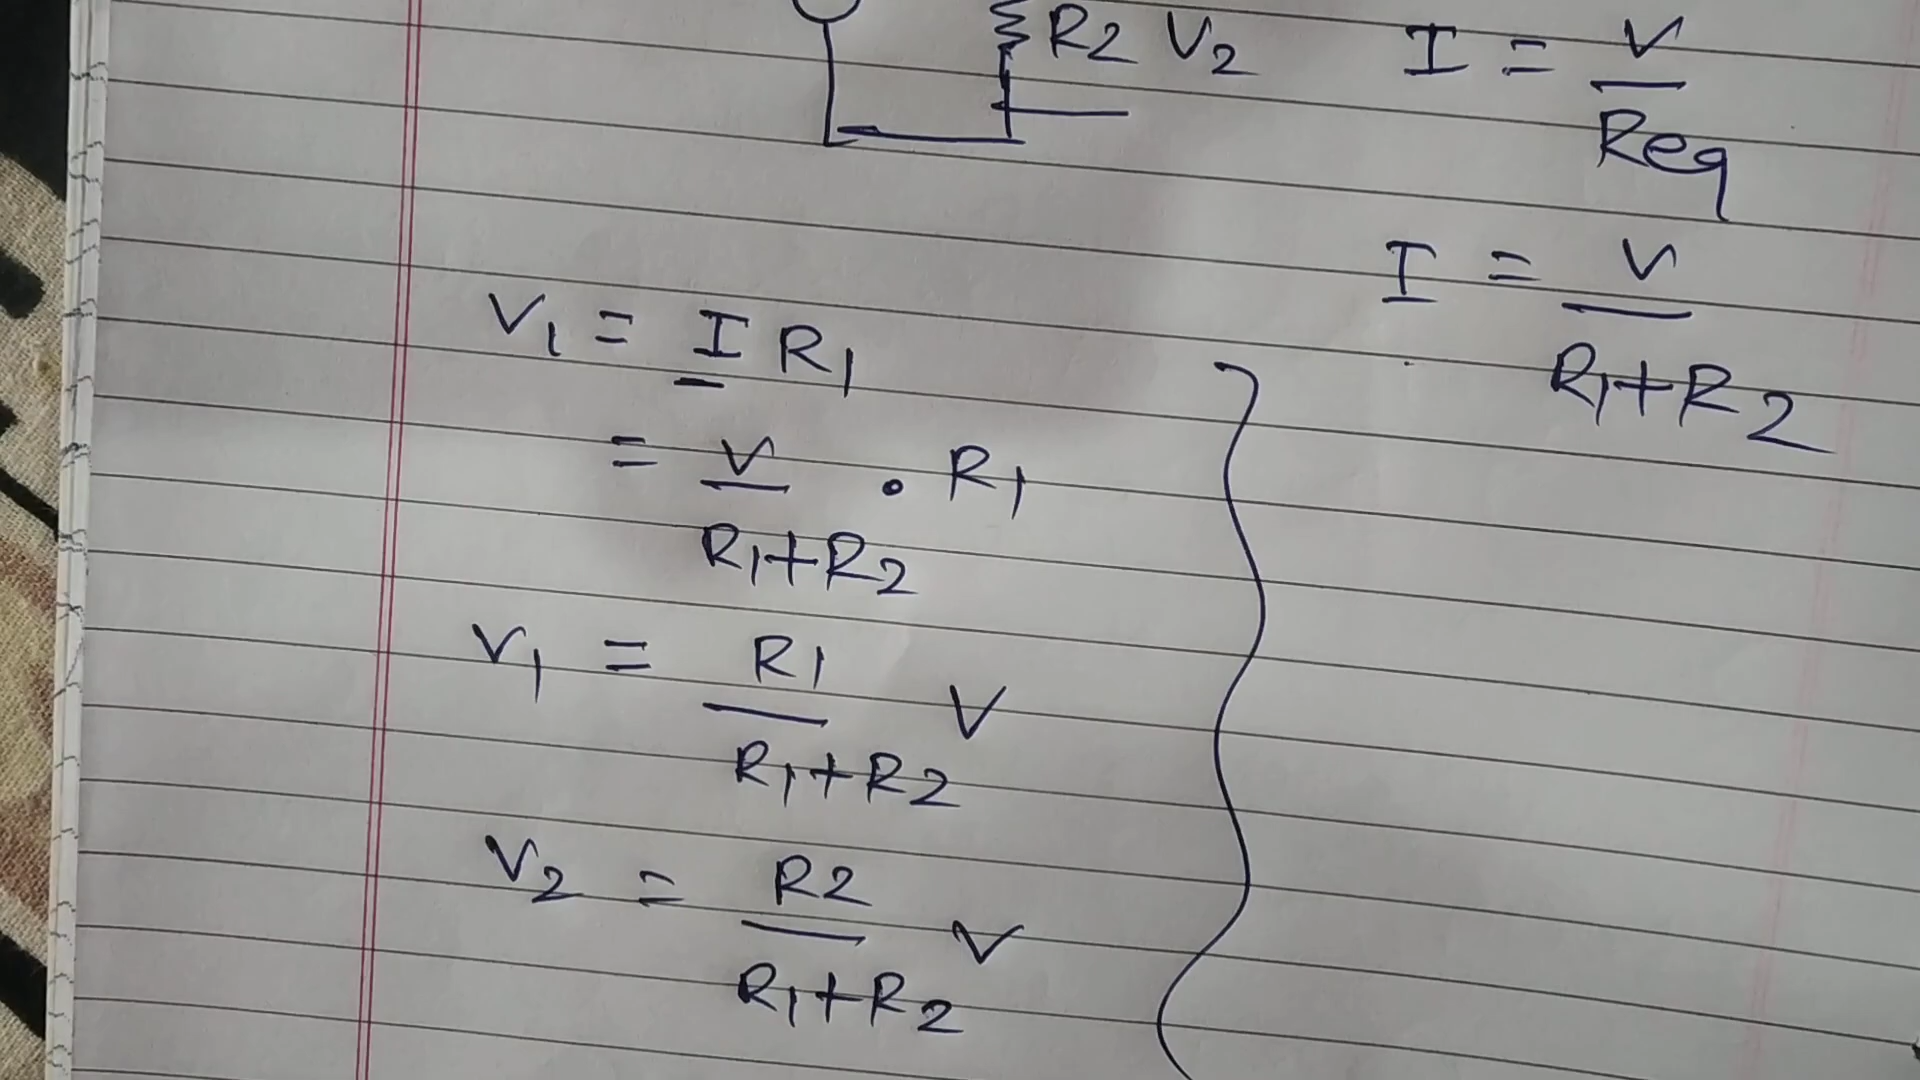 R2 V2
I = V / Req
I = V / R1+R2
V1 = I R1
= V / R1+R2 . R1
V1 = R1 / R1+R2 V
V2 = R2 / R1+R2 V